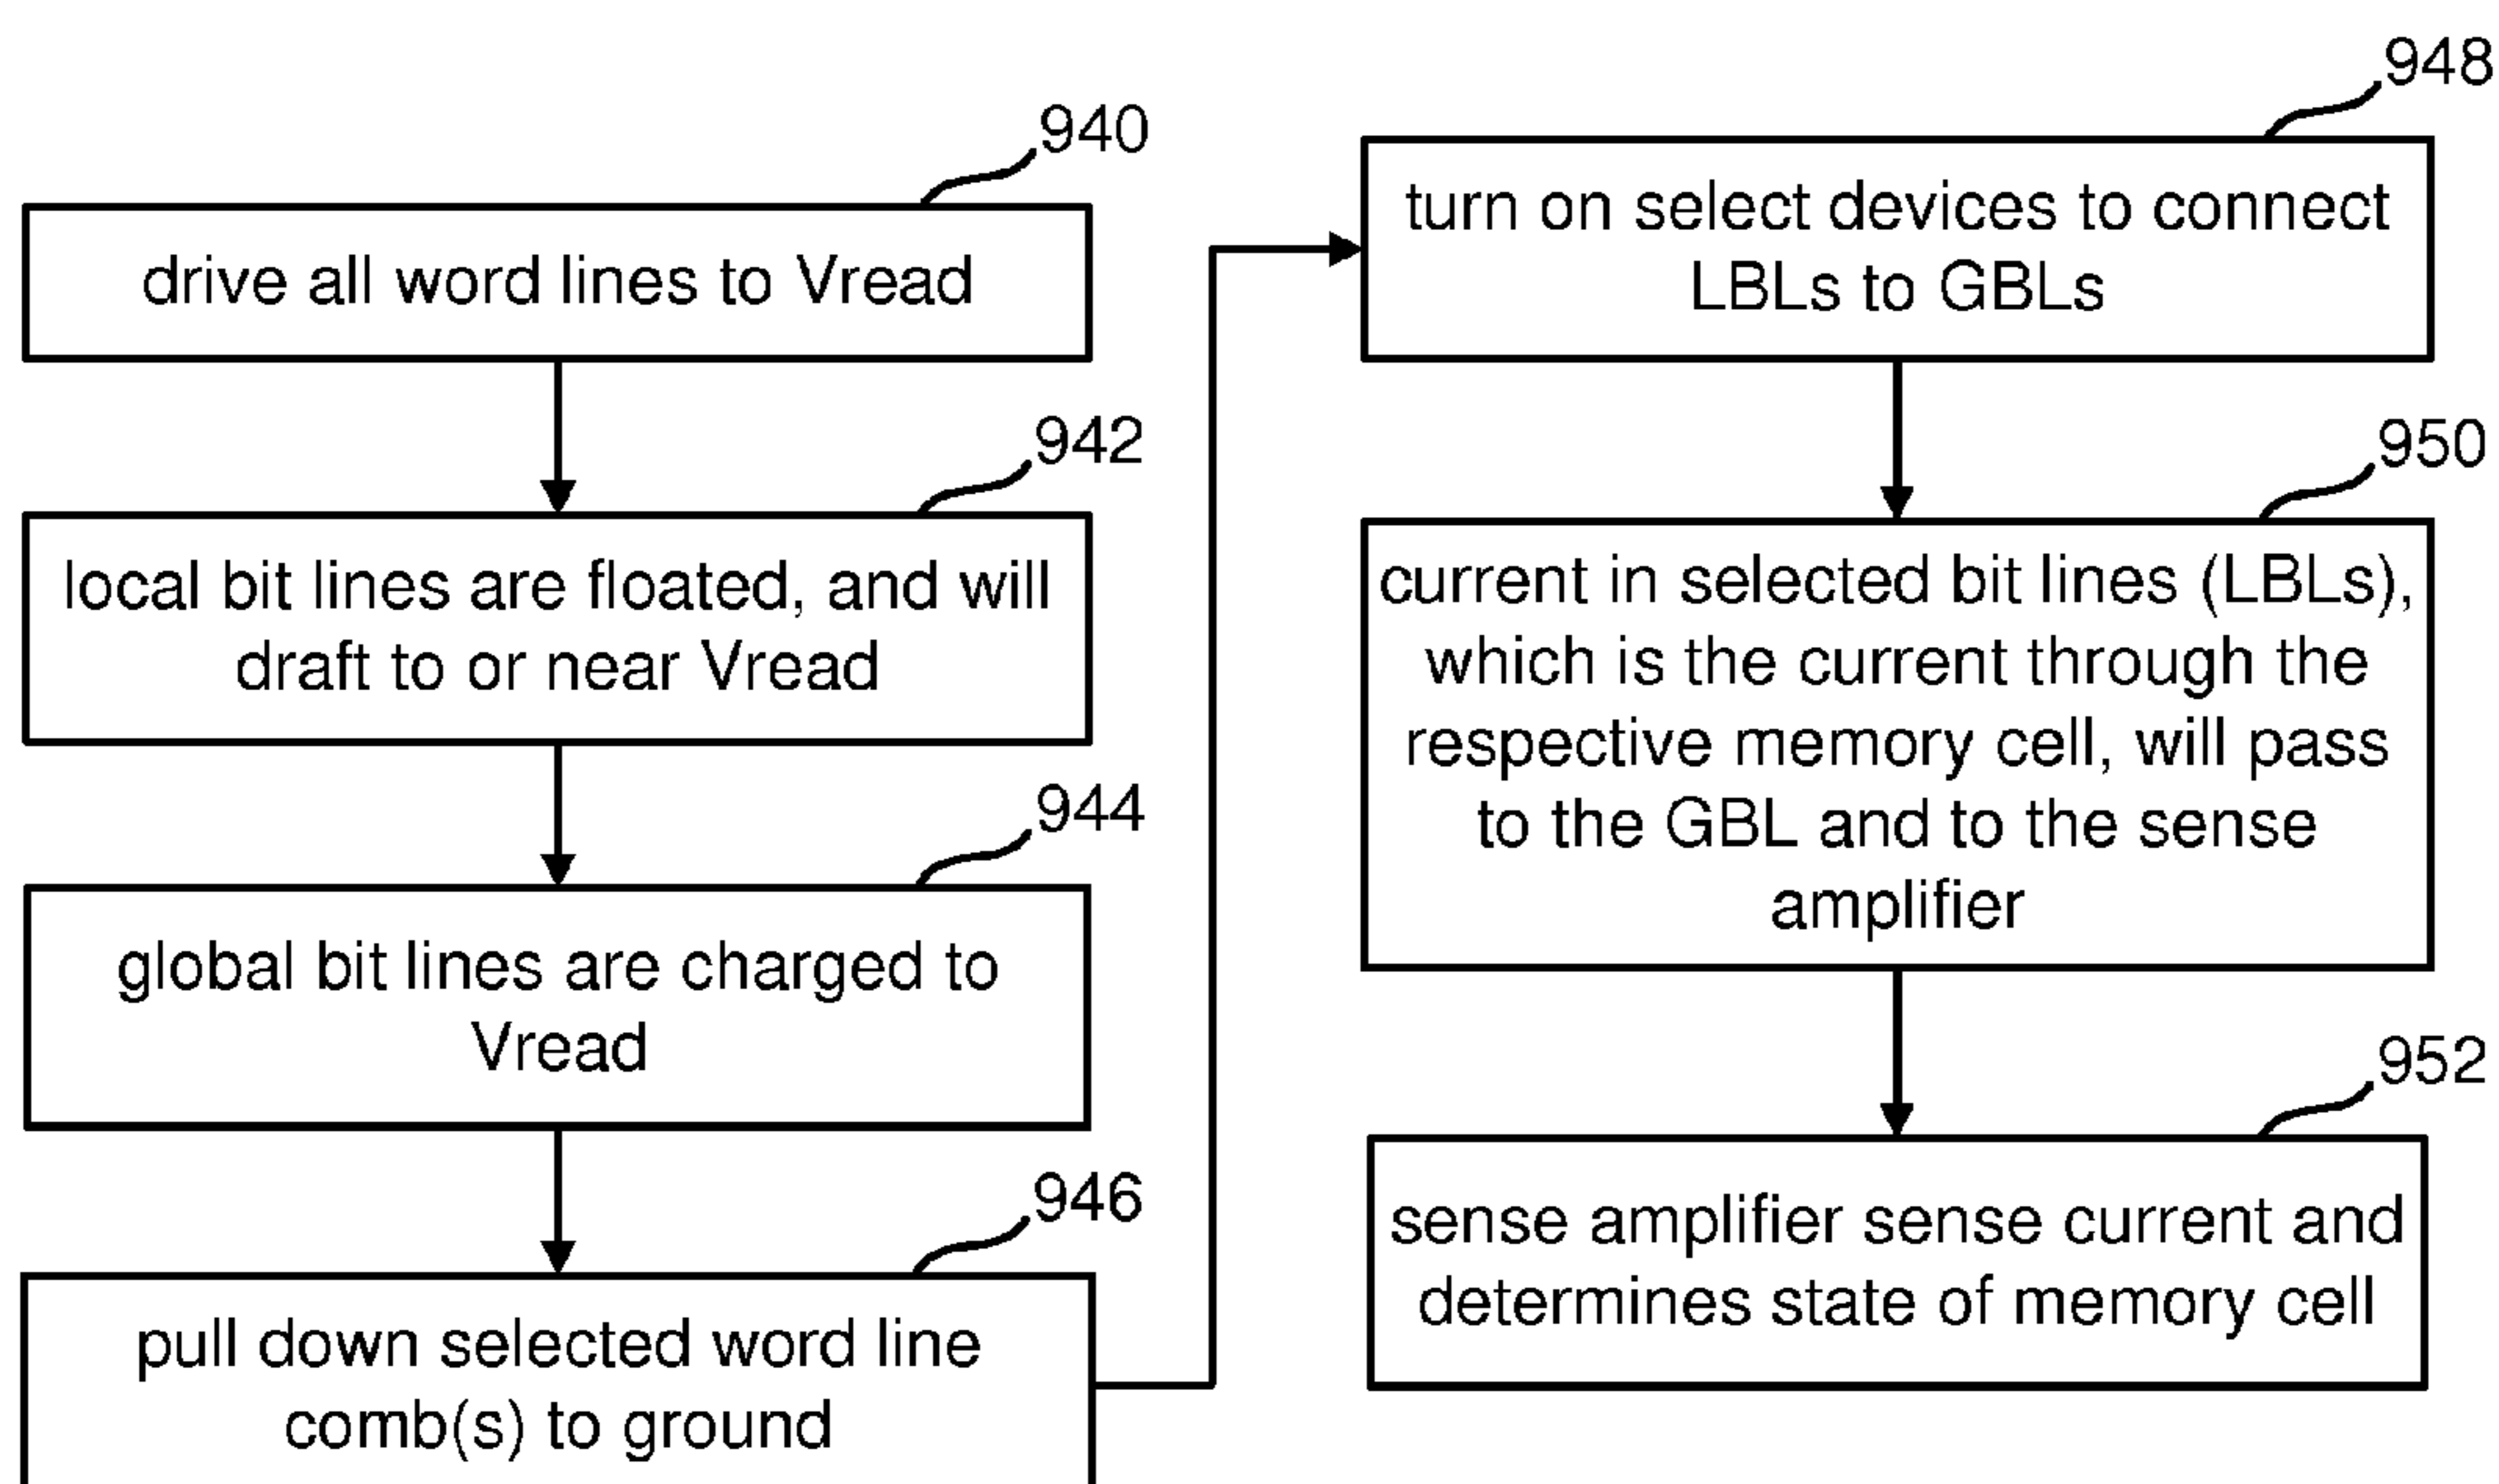 940
drive all word lines to Vread
942
local bit lines are floated, and will
draft to or near Vread
944
global bit lines are charged to
Vread
946
pull down selected word line
comb(s) to ground
948
turn on select devices to connect
LBLs to GBLs
950
current in selected bit lines (LBLs),
which is the current through the
respective memory cell, will pass
to the GBL and to the sense
amplifier
952
sense amplifier sense current and
determines state of memory cell